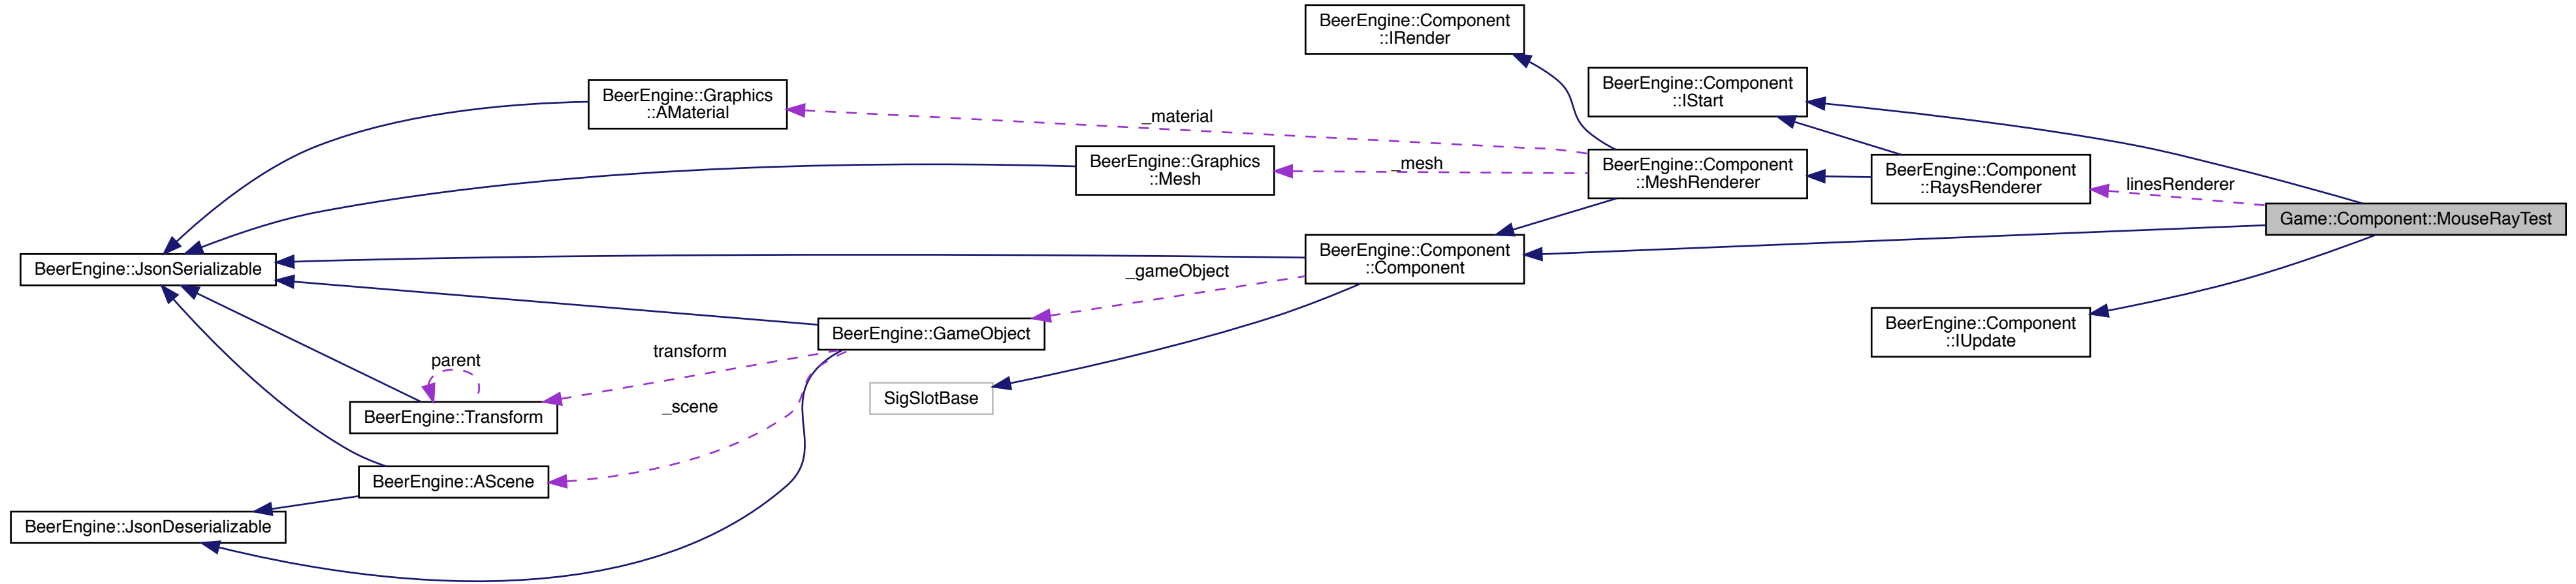 BeerEngine::Component
::IRender
BeerEngine::Component
::IStart
BeerEngine::Graphics
::AMaterial
_material
BeerEngine::Graphics
::Mesh
_mesh
BeerEngine::Component
::MeshRenderer
BeerEngine::Component
::RaysRenderer
linesRenderer
Game::Component::MouseRayTest
BeerEngine::JsonSerializable
BeerEngine::Component
::Component
_gameObject
BeerEngine::GameObject
BeerEngine::Component
::IUpdate
transform
parent
SigSlotBase
_scene
BeerEngine::Transform
BeerEngine::AScene
BeerEngine::JsonDeserializable